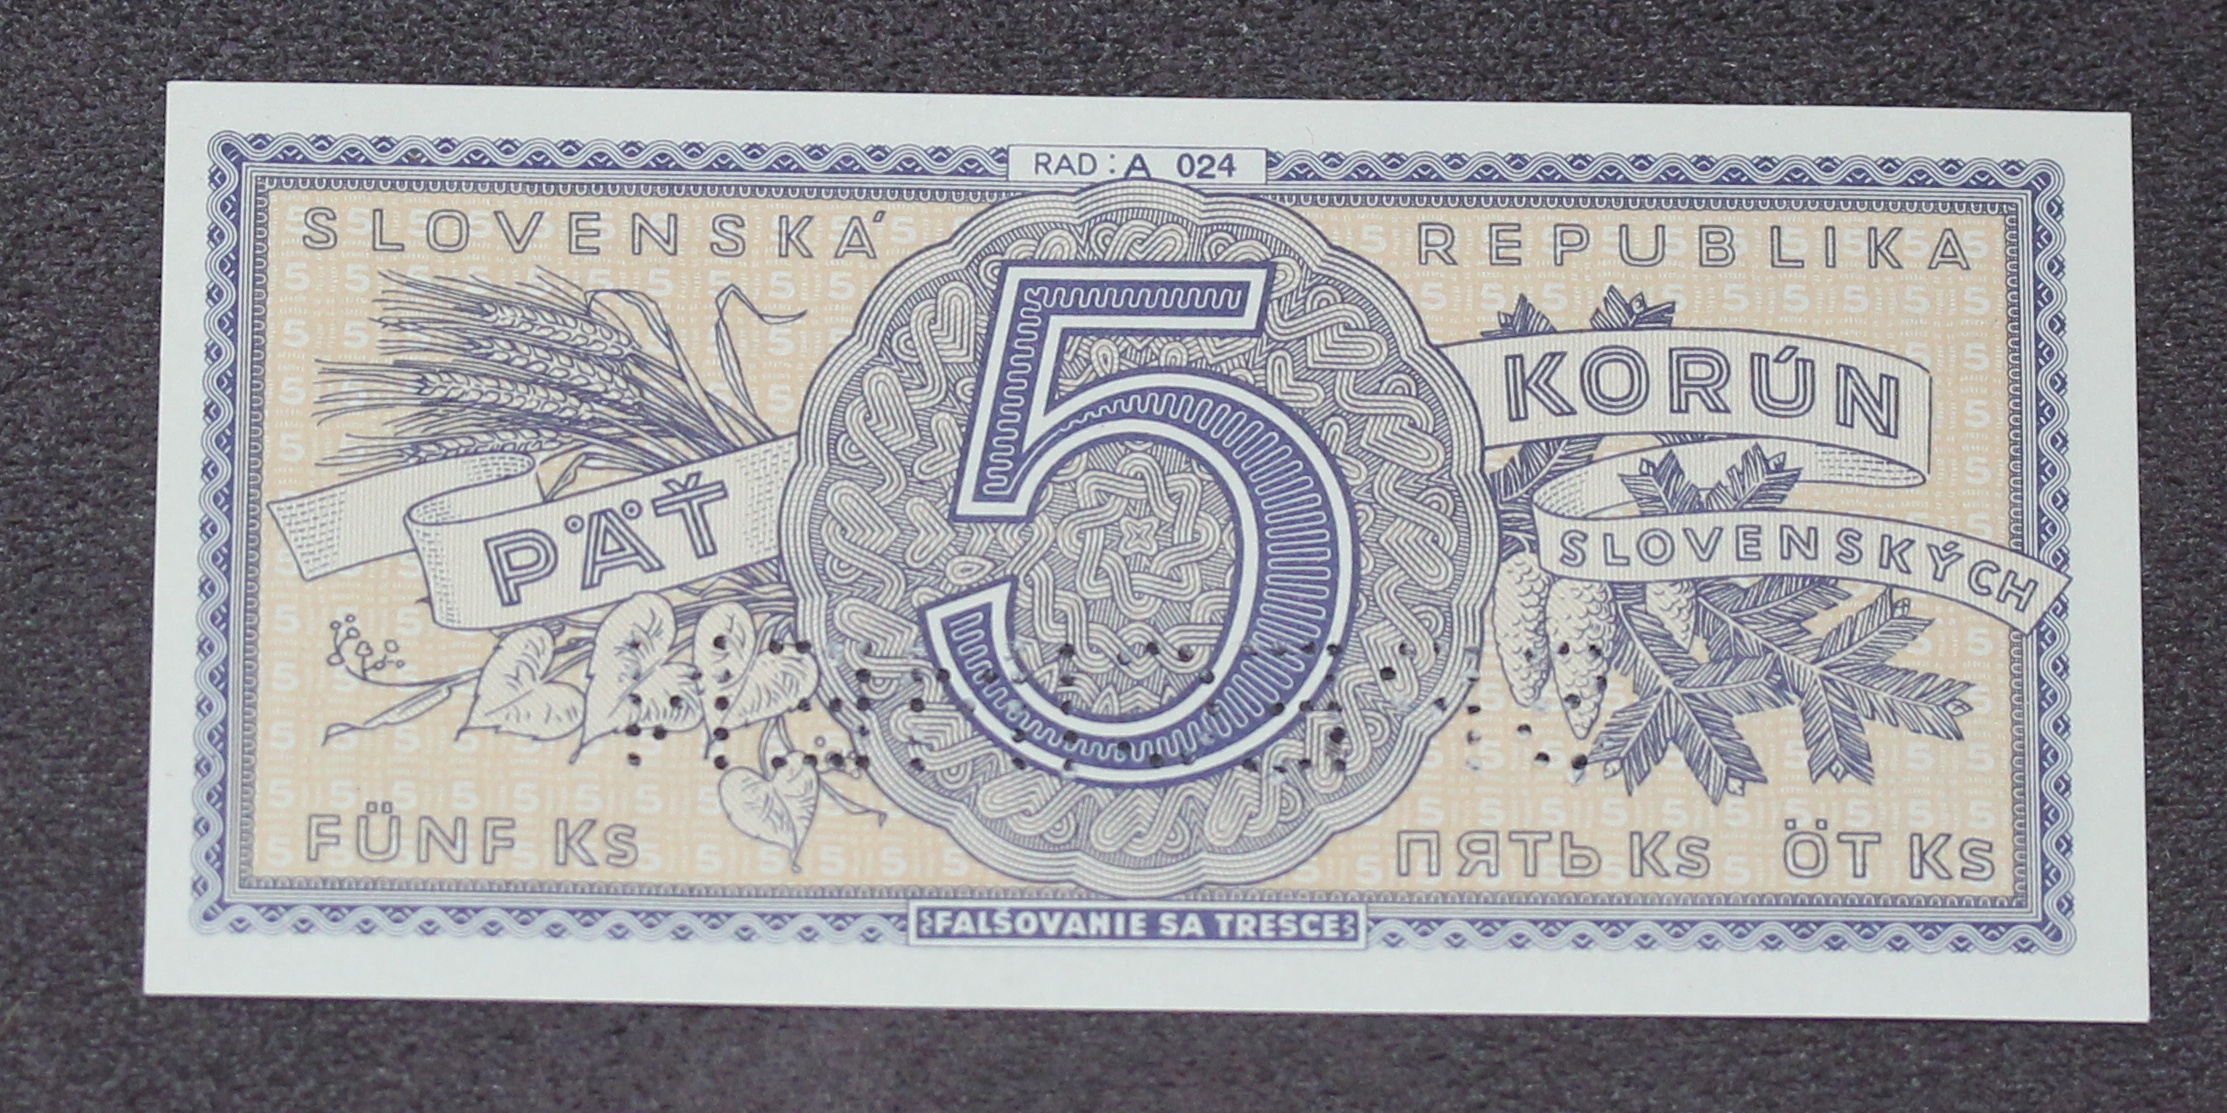 RAD : A 024
SLOVENSKÁ REPUBLIKA
PÄŤ 5 KORÚN
SLOVENSKÝCH
FÜNF Ks ПЯТЬ Ks ÖT Ks
FALŠOVANIE SA TRESCE